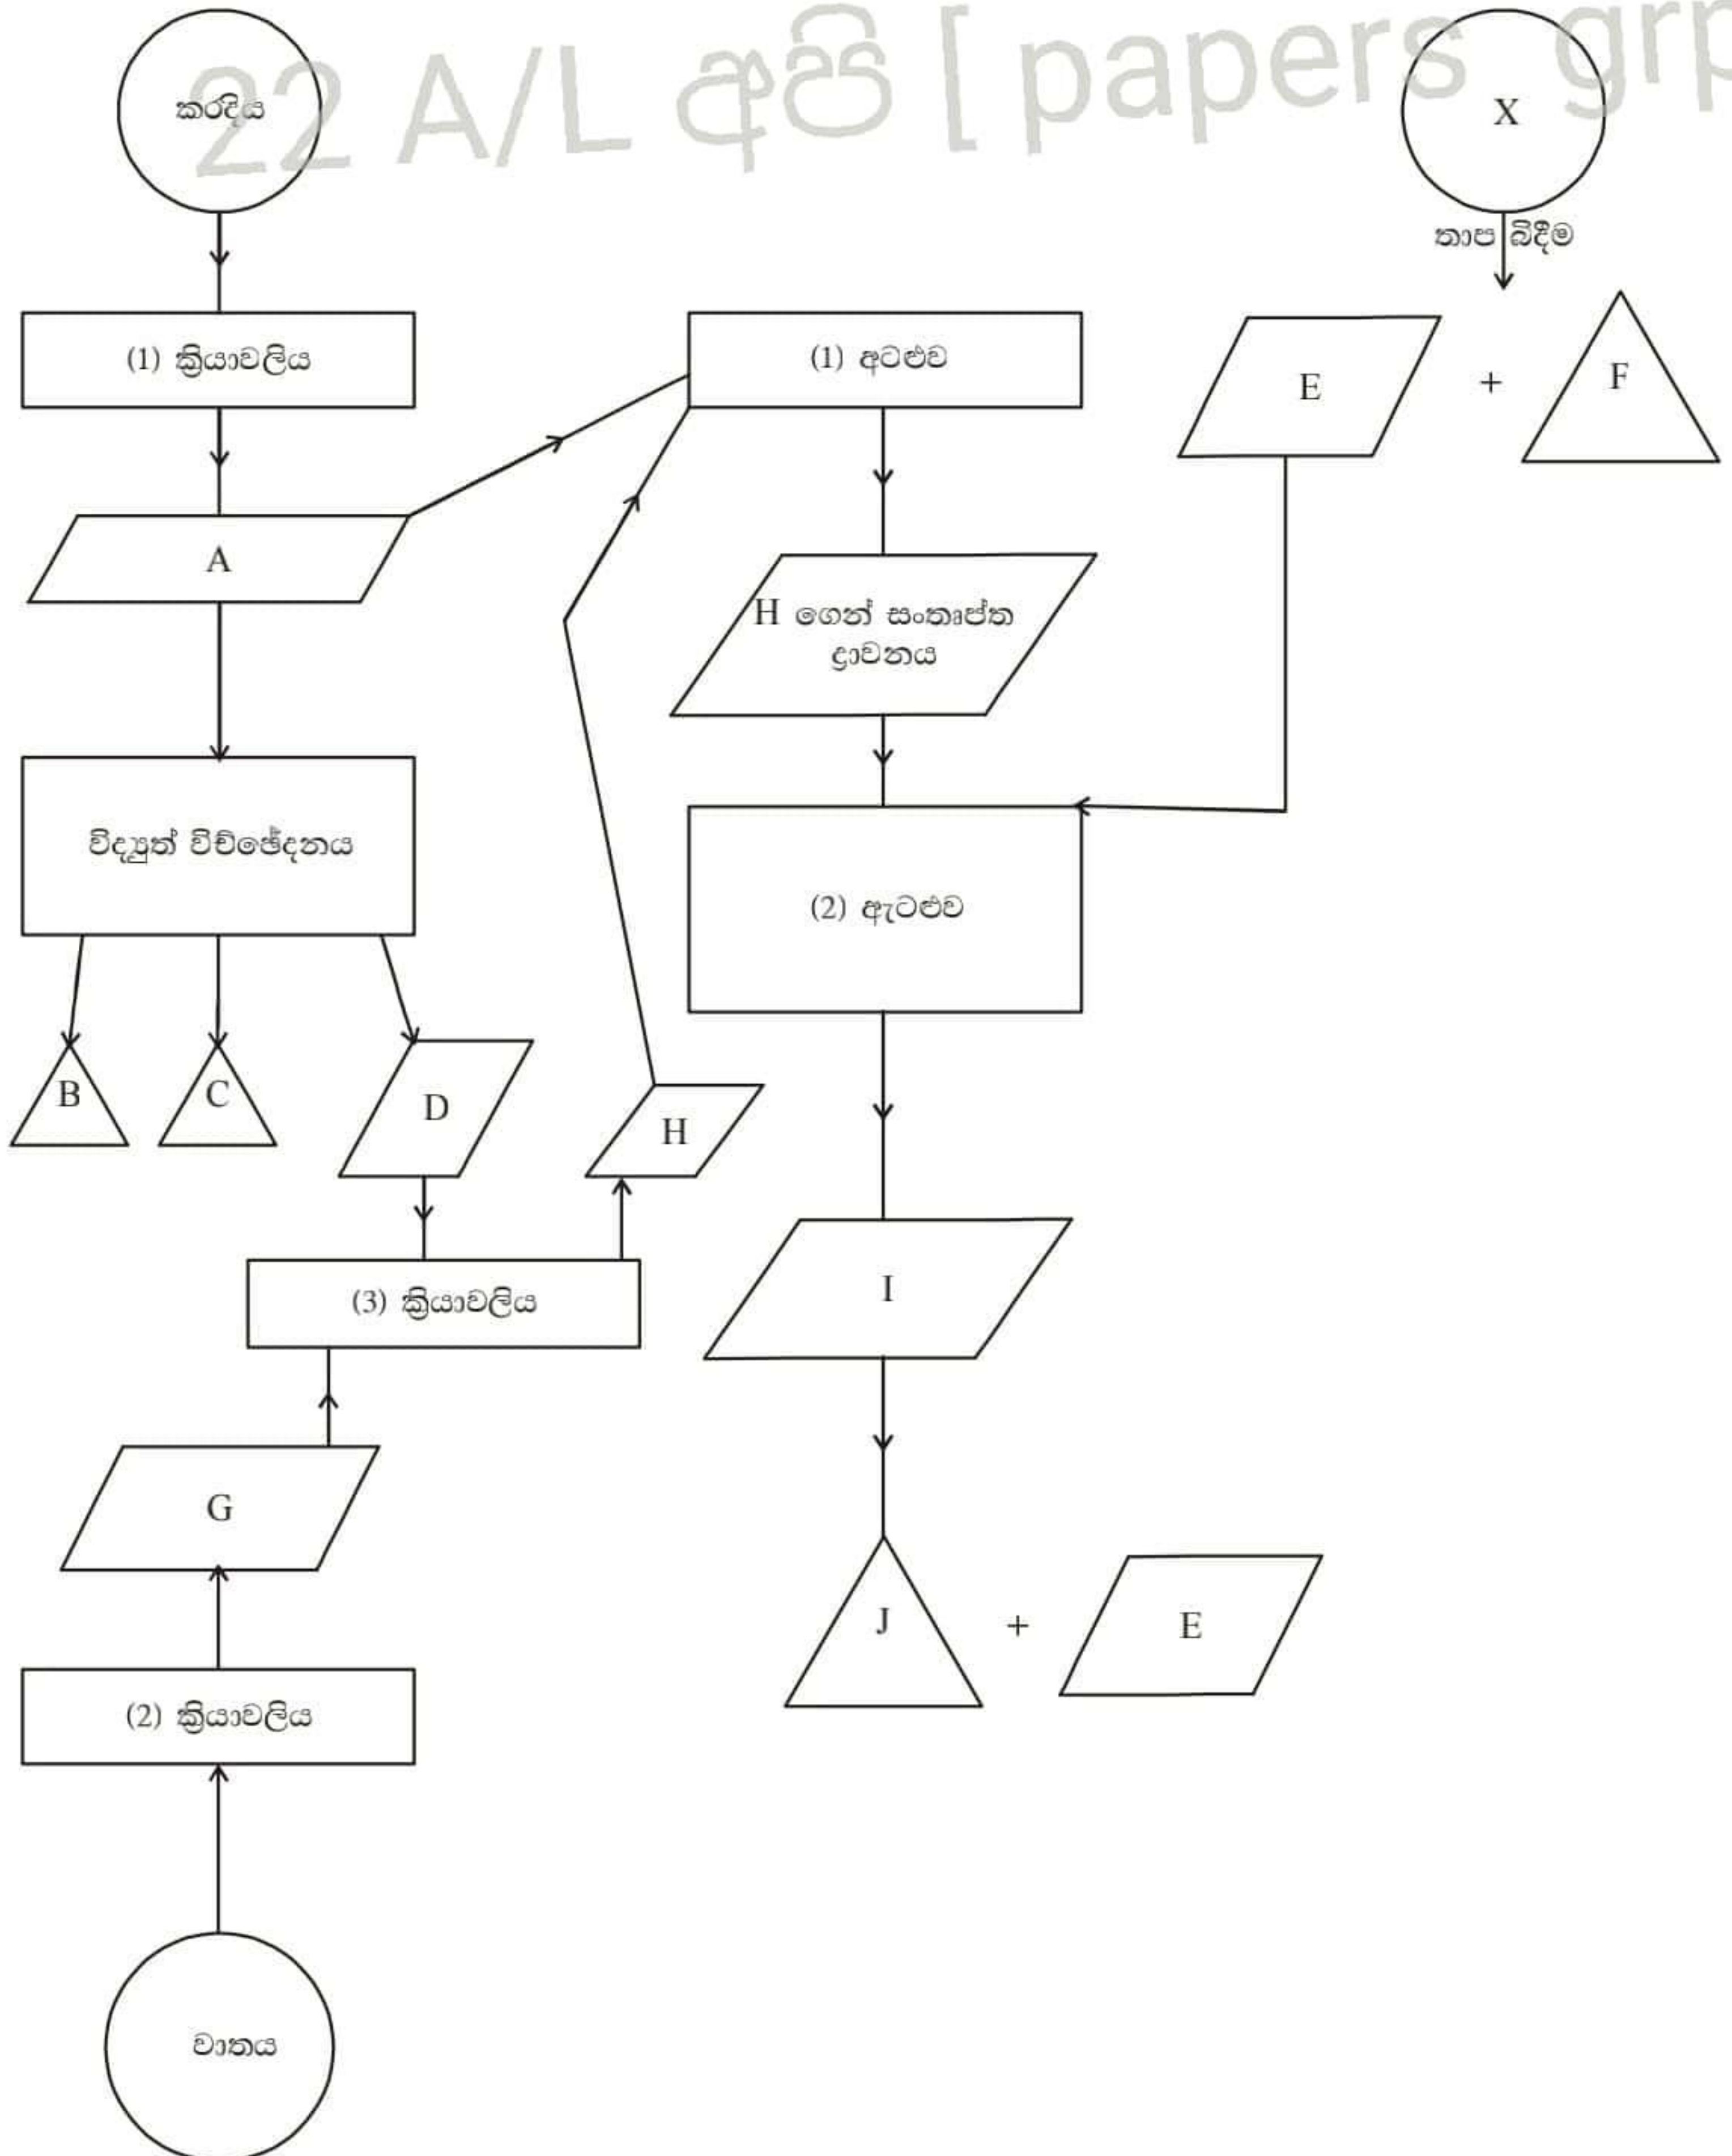 22 A/L අපි [ papers grp
කරදිය
X
තාප බිඳීම
(1) ක්‍රියාවලිය
(1) අටළුව
E
+
F
A
H ගෙන් සංතෘප්ත
ද්‍රාවනය
විද්‍යුත් විච්ඡේදනය
(2) ඇටළුව
B
C
D
H
(3) ක්‍රියාවලිය
I
G
J
+
E
(2) ක්‍රියාවලිය
වාතය